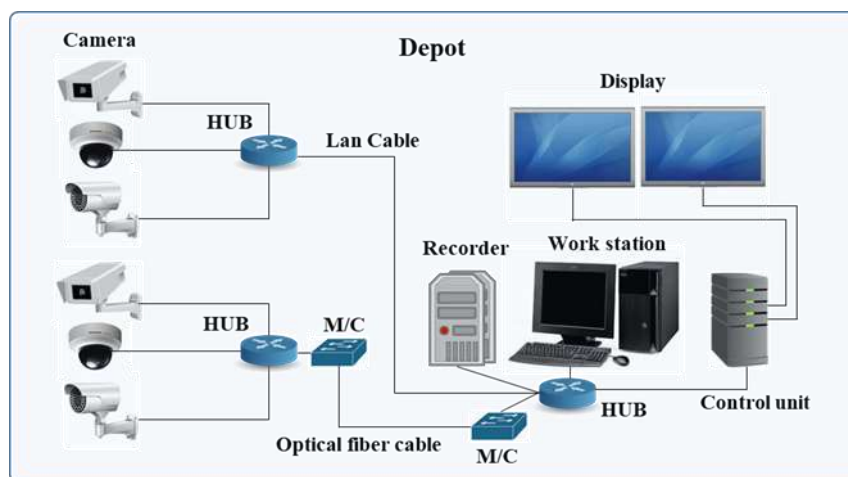 Camera
Depot
Display
HUB
Lan Cable
Recorder
Work station
HUB
M/C
Control unit
HUB
Optical fiber cable
M/C